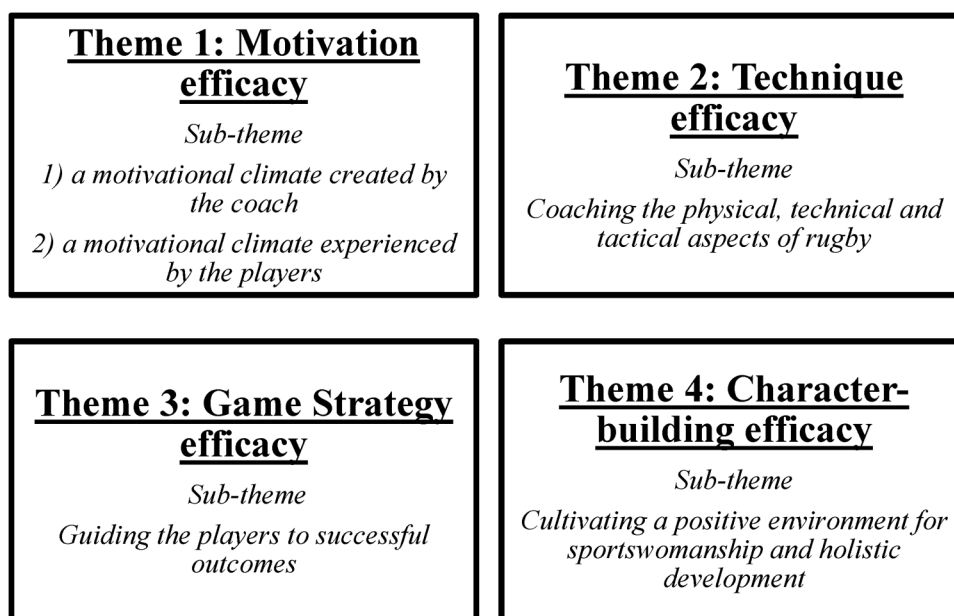 Theme 1: Motivation
efficacy
Sub-theme
1) a motivational climate created by
the coach
2) a motivational climate experienced
by the players
Theme 2: Technique
efficacy
Sub-theme
Coaching the physical, technical and
tactical aspects of rugby
Theme 3: Game Strategy
efficacy
Sub-theme
Guiding the players to successful
outcomes
Theme 4: Character-
building efficacy
Sub-theme
Cultivating a positive environment for
sportswomanship and holistic
development